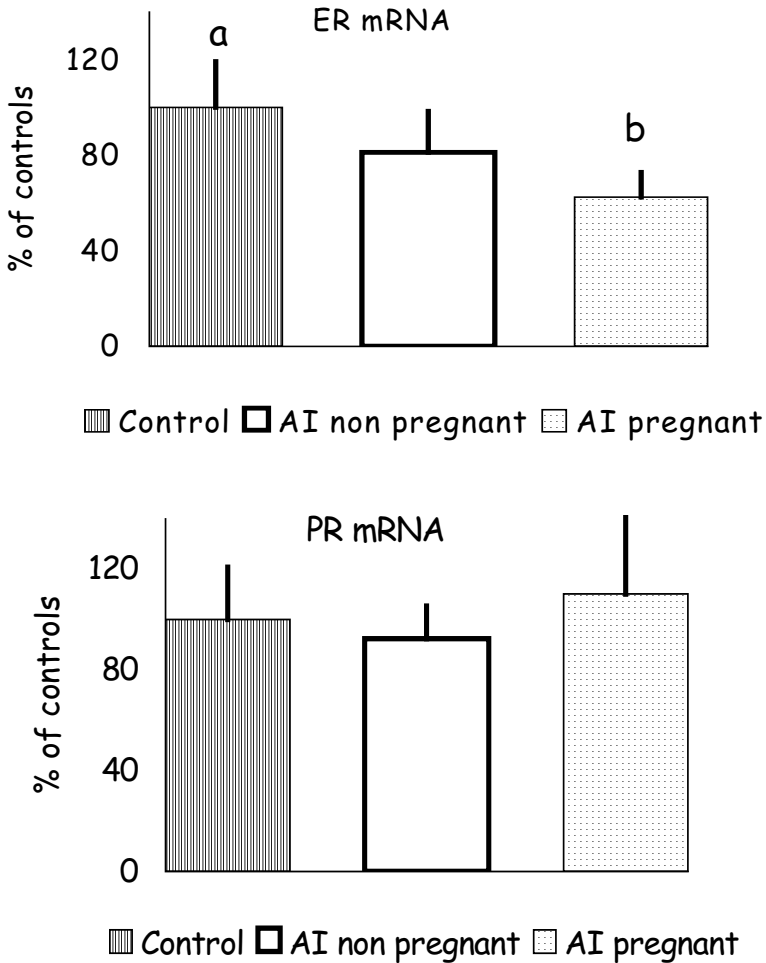 ER mRNA
a
120
b
80
40
0
% of controls
Control AI non pregnant AI pregnant
PR mRNA
120
80
40
0
% of controls
Control AI non pregnant AI pregnant